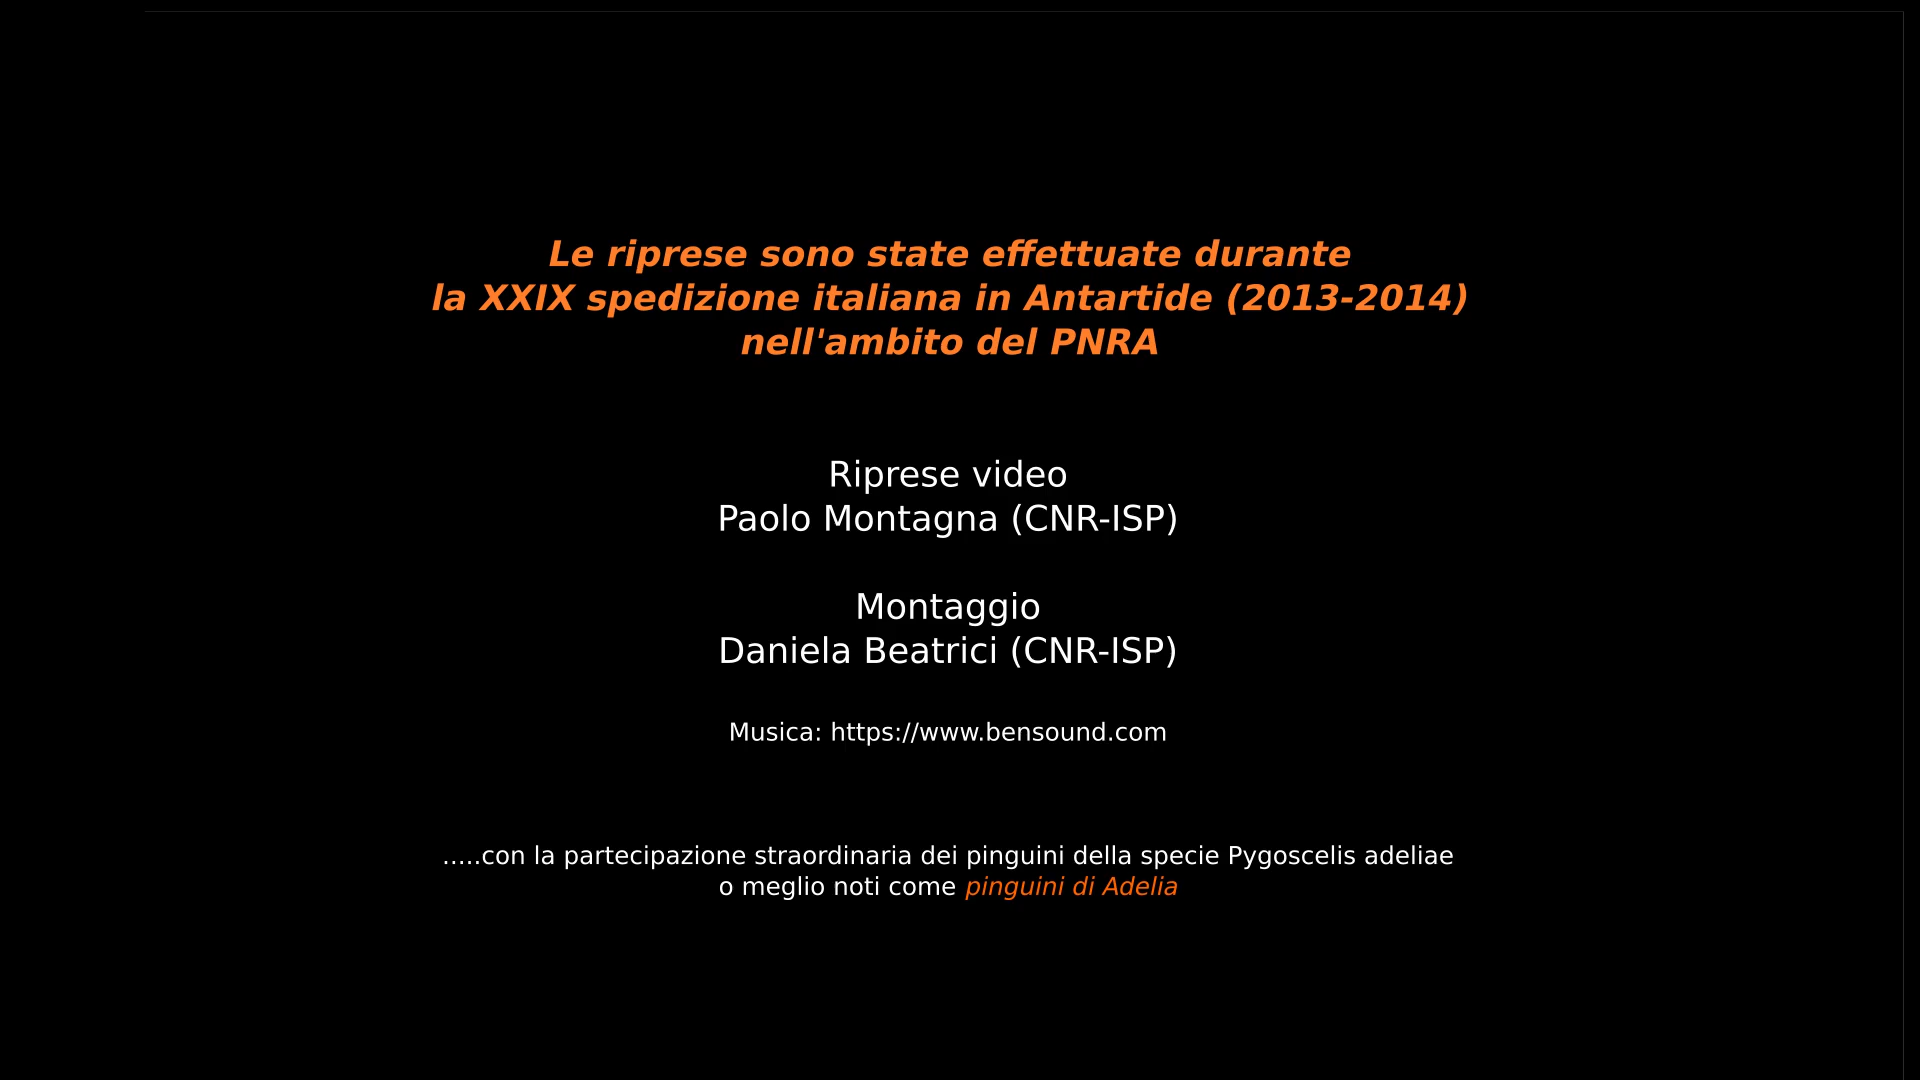 Le riprese sono state effettuate durante
la XXIX spedizione italiana in Antartide (2013-2014)
nell'ambito del PNRA
Riprese video
Paolo Montagna (CNR-ISP)
Montaggio
Daniela Beatrici (CNR-ISP)
Musica: https://www.bensound.com
.....con la partecipazione straordinaria dei pinguini della specie Pygoscelis adeliae
o meglio noti come pinguini di Adelia